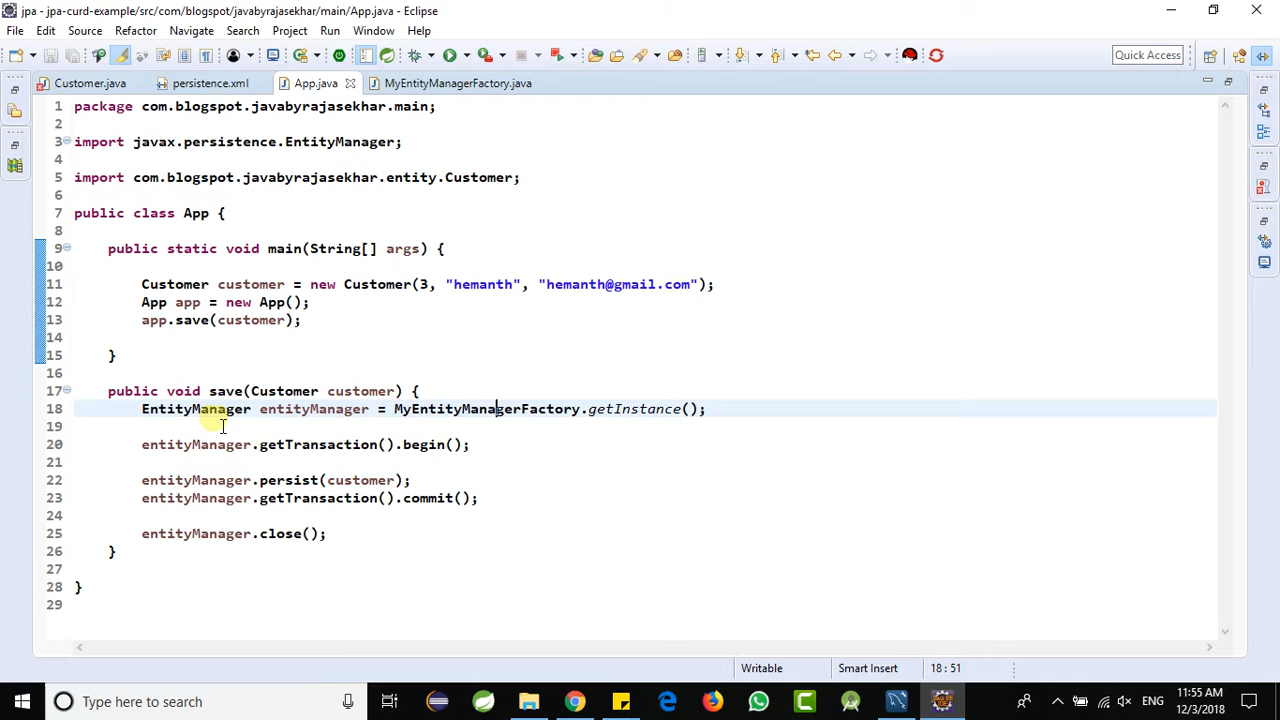 jpa - jpa-curd-example/src/com/blogspot/javabyrajasekhar/main/App.java - Eclipse
File Edit Source Refactor Navigate Search Project Run Window Help
Quick Access
Customer.java persistence.xml App.java MyEntityManagerFactory.java
1 package com.blogspot.javabyrajasekhar.main;
2
3 import javax.persistence.EntityManager;
4
5 import com.blogspot.javabyrajasekhar.entity.Customer;
6
7 public class App {
8
9 public static void main(String[] args) {
10
11 Customer customer = new Customer(3, "hemanth", "hemanth@gmail.com");
12 App app = new App();
13 app.save(customer);
14
15 }
16
17 public void save(Customer customer) {
18 EntityManager entityManager = MyEntityManagerFactory.getInstance();
19
20 entityManager.getTransaction().begin();
21
22 entityManager.persist(customer);
23 entityManager.getTransaction().commit();
24
25 entityManager.close();
26 }
27
28 }
29
Writable Smart Insert 18 : 51
Type here to search
ENG 11:55 AM
12/3/2018